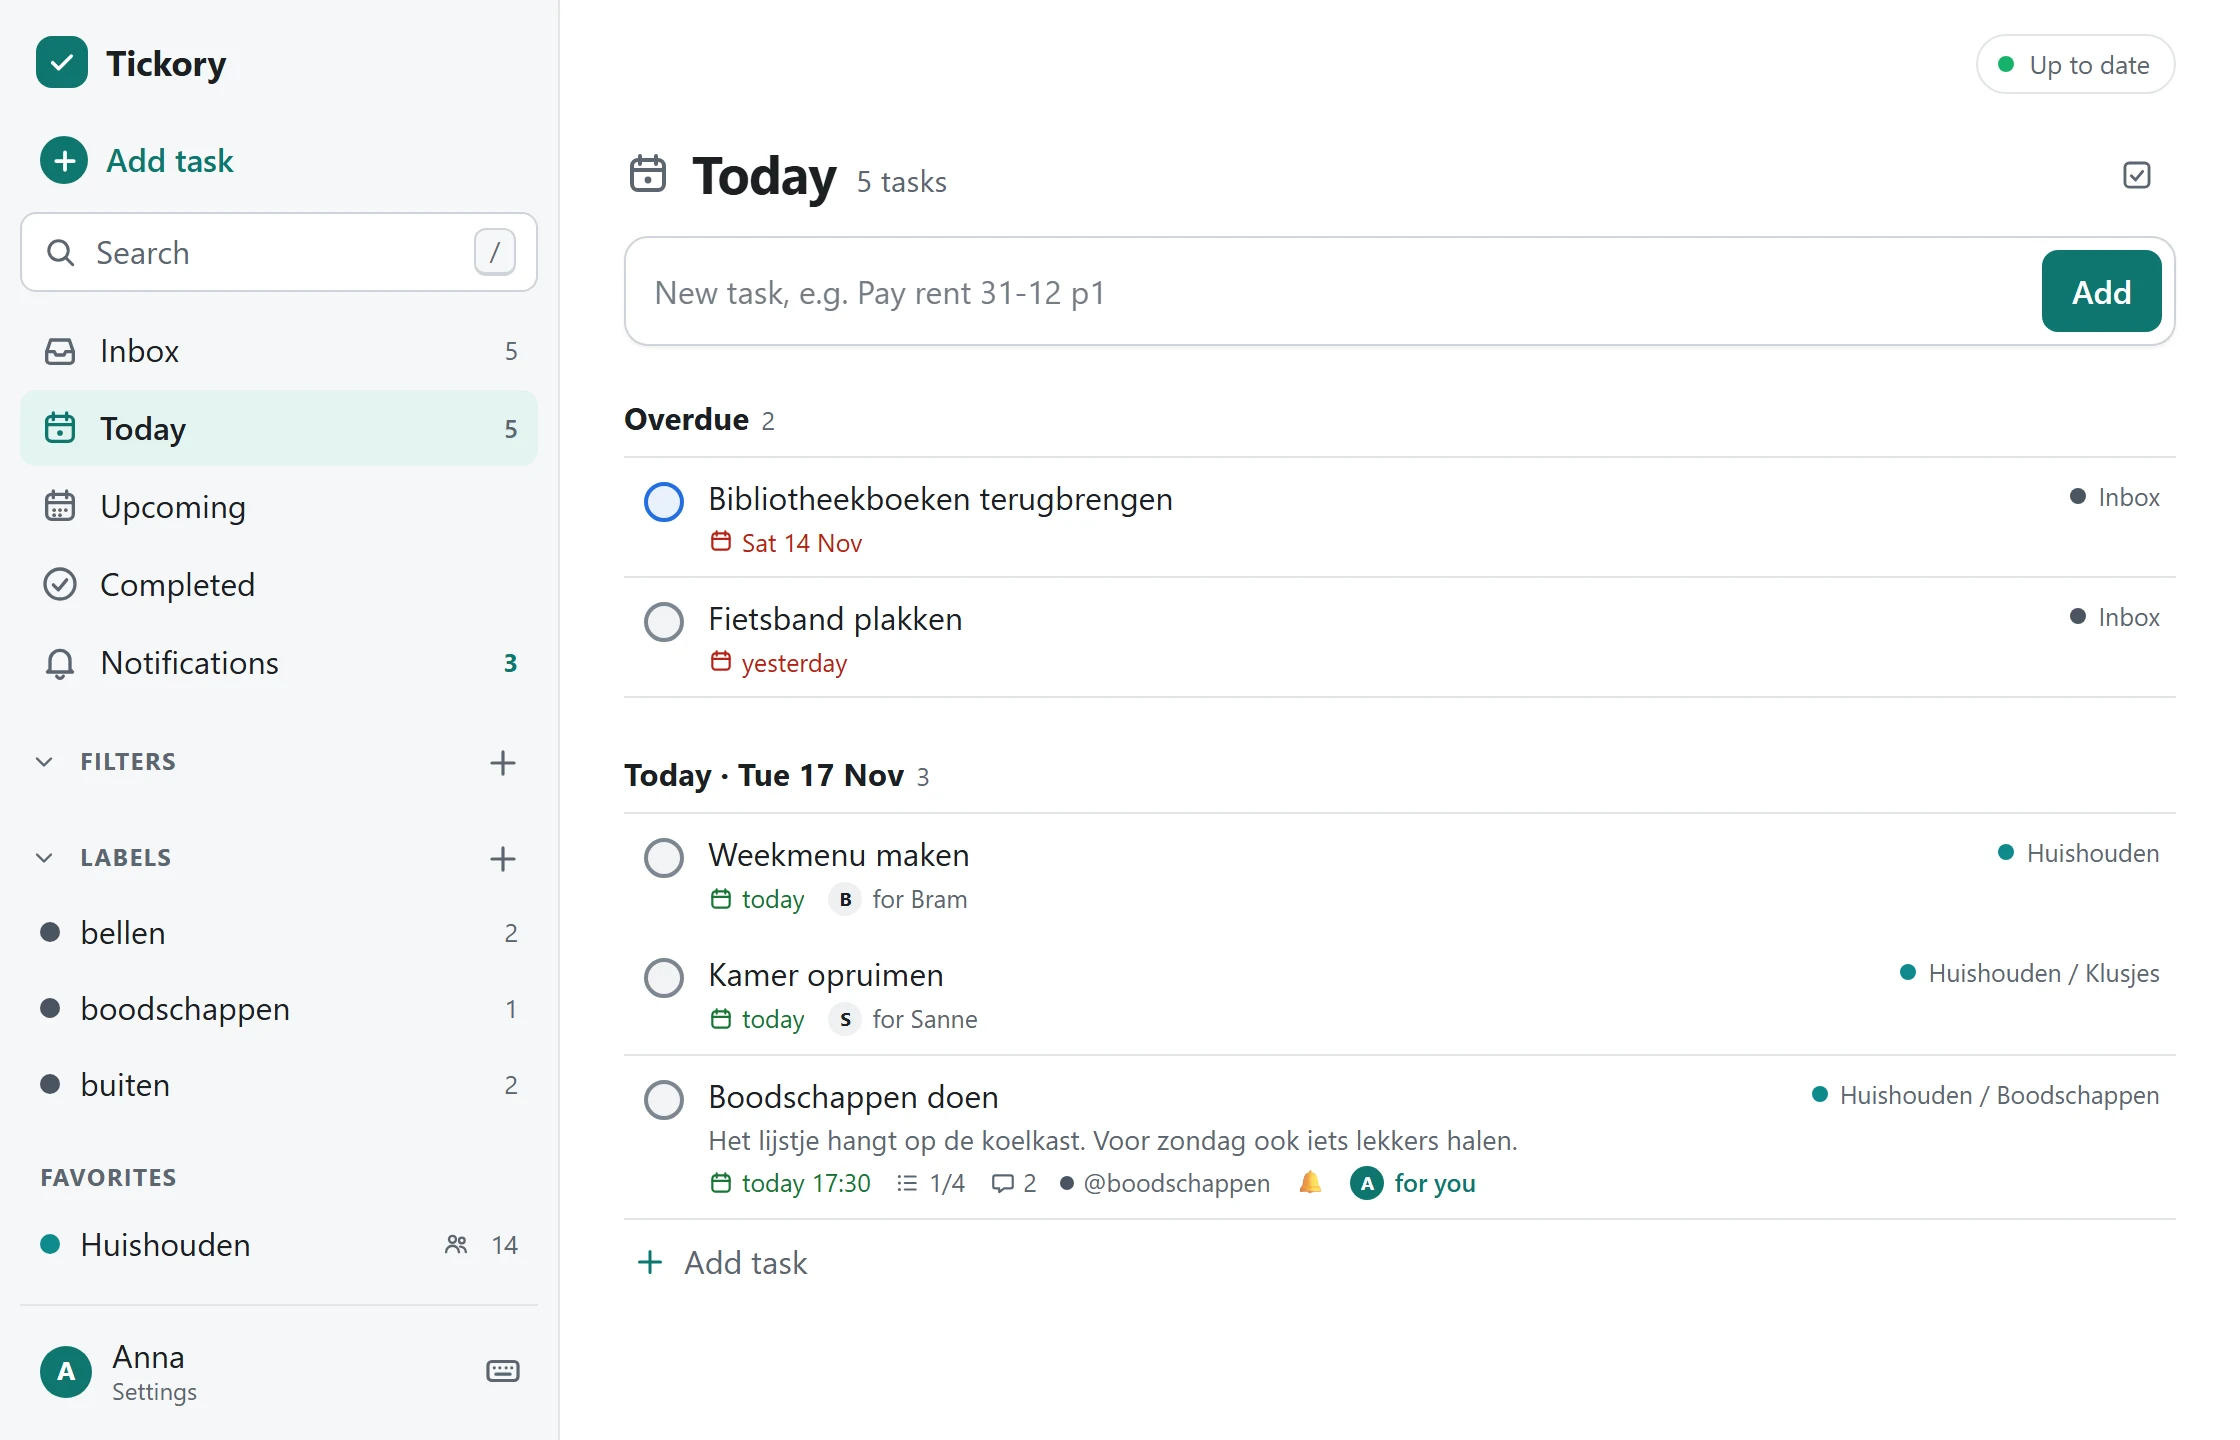 Tickory
Add task
Search /
Inbox 5
Today 5
Upcoming
Completed
Notifications 3
FILTERS
LABELS
bellen 2
boodschappen 1
buiten 2
FAVORITES
Huishouden 14
A Anna
Settings
Up to date
Today 5 tasks
New task, e.g. Pay rent 31-12 p1 Add
Overdue 2
Bibliotheekboeken terugbrengen Inbox
Sat 14 Nov
Fietsband plakken Inbox
yesterday
Today · Tue 17 Nov 3
Weekmenu maken Huishouden
today B for Bram
Kamer opruimen Huishouden / Klusjes
today S for Sanne
Boodschappen doen Huishouden / Boodschappen
Het lijstje hangt op de koelkast. Voor zondag ook iets lekkers halen.
today 17:30 1/4 2 @boodschappen A for you
Add task